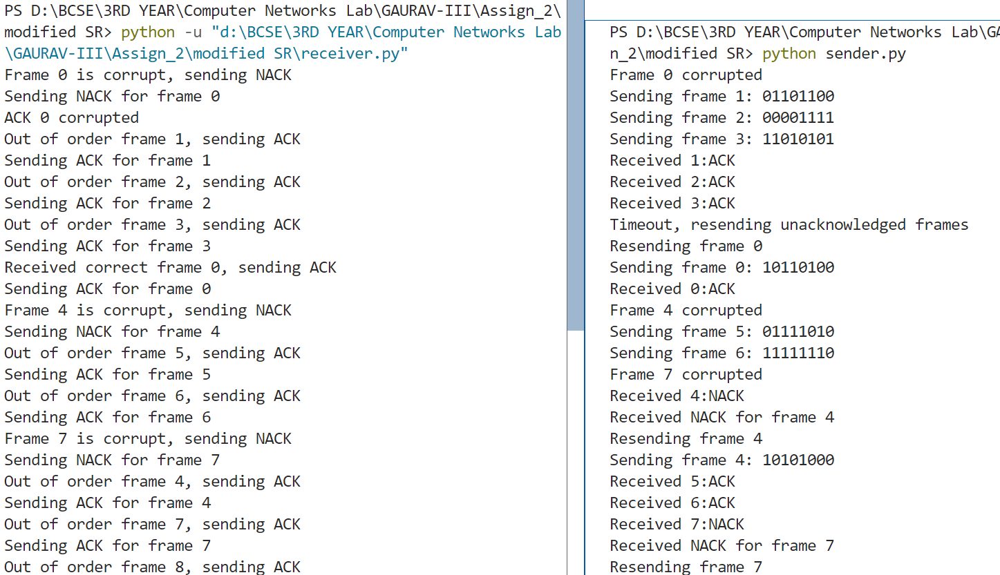 PS D:\BCSE\3RD YEAR\Computer Networks Lab\GAURAV-III\Assign_2\
modified SR> python -u "d:\BCSE\3RD YEAR\Computer Networks Lab
\GAURAV-III\Assign_2\modified SR\receiver.py"
Frame 0 is corrupt, sending NACK
Sending NACK for frame 0
ACK 0 corrupted
Out of order frame 1, sending ACK
Sending ACK for frame 1
Out of order frame 2, sending ACK
Sending ACK for frame 2
Out of order frame 3, sending ACK
Sending ACK for frame 3
Received correct frame 0, sending ACK
Sending ACK for frame 0
Frame 4 is corrupt, sending NACK
Sending NACK for frame 4
Out of order frame 5, sending ACK
Sending ACK for frame 5
Out of order frame 6, sending ACK
Sending ACK for frame 6
Frame 7 is corrupt, sending NACK
Sending NACK for frame 7
Out of order frame 4, sending ACK
Sending ACK for frame 4
Out of order frame 7, sending ACK
Sending ACK for frame 7
Out of order frame 8, sending ACK
PS D:\BCSE\3RD YEAR\Computer Networks Lab\GA
n_2\modified SR> python sender.py
Frame 0 corrupted
Sending frame 1: 01101100
Sending frame 2: 00001111
Sending frame 3: 11010101
Received 1:ACK
Received 2:ACK
Received 3:ACK
Timeout, resending unacknowledged frames
Resending frame 0
Sending frame 0: 10110100
Received 0:ACK
Frame 4 corrupted
Sending frame 5: 01111010
Sending frame 6: 11111110
Frame 7 corrupted
Received 4:NACK
Received NACK for frame 4
Resending frame 4
Sending frame 4: 10101000
Received 5:ACK
Received 6:ACK
Received 7:NACK
Received NACK for frame 7
Resending frame 7